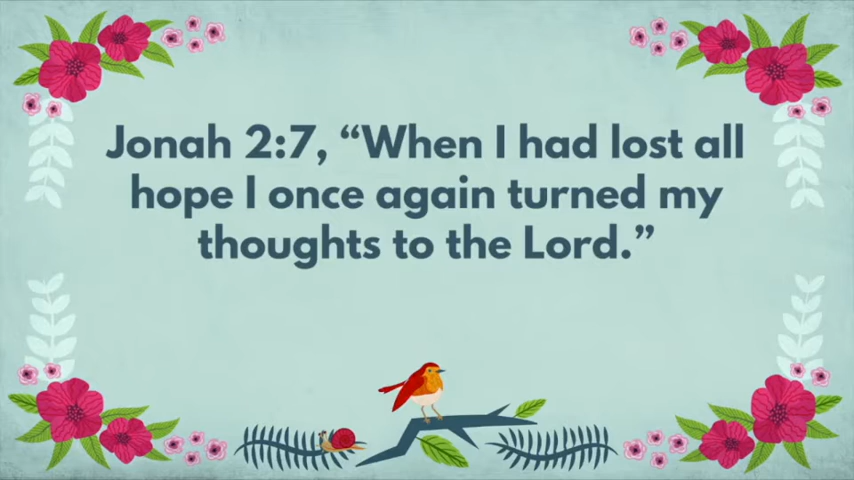 Jonah 2:7, “When I had lost all
hope I once again turned my
thoughts to the Lord.”